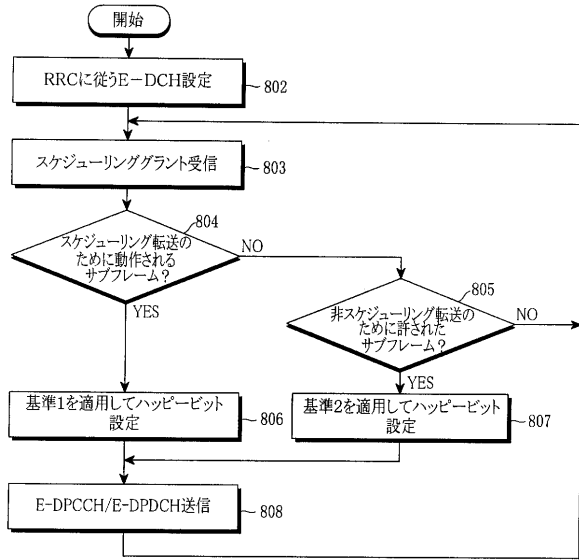 開始
RRCに従うE-DCH設定
802
スケジューリンググラント受信
803
804
スケジューリング転送の
ために動作される
サブフレーム?
NO
YES
805
非スケジューリング転送の
ために許された
サブフレーム?
NO
YES
基準1を適用してハッピービット
設定
806
基準2を適用してハッピービット
設定
807
E-DPCCH/E-DPDCH送信
808